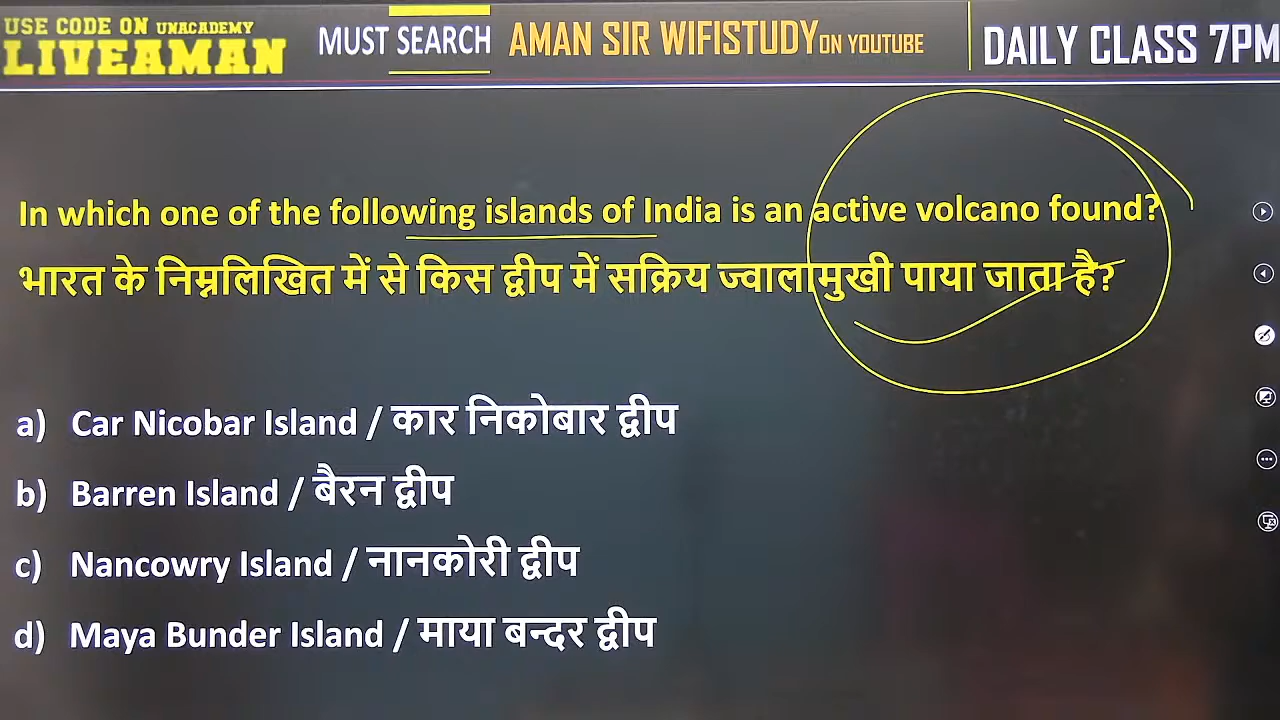 USE CODE ON UNACADEMY
LIVEAMAN
MUST SEARCH AMAN SIR WIFISTUDY ON YOUTUBE
DAILY CLASS 7PM
In which one of the following islands of India is an active volcano found?
भारत के निम्नलिखित में से किस द्वीप में सक्रिय ज्वालामुखी पाया जाता है?
a) Car Nicobar Island / कार निकोबार द्वीप
b) Barren Island / बैरन द्वीप
c) Nancowry Island / नानकोरी द्वीप
d) Maya Bunder Island / माया बन्दर द्वीप